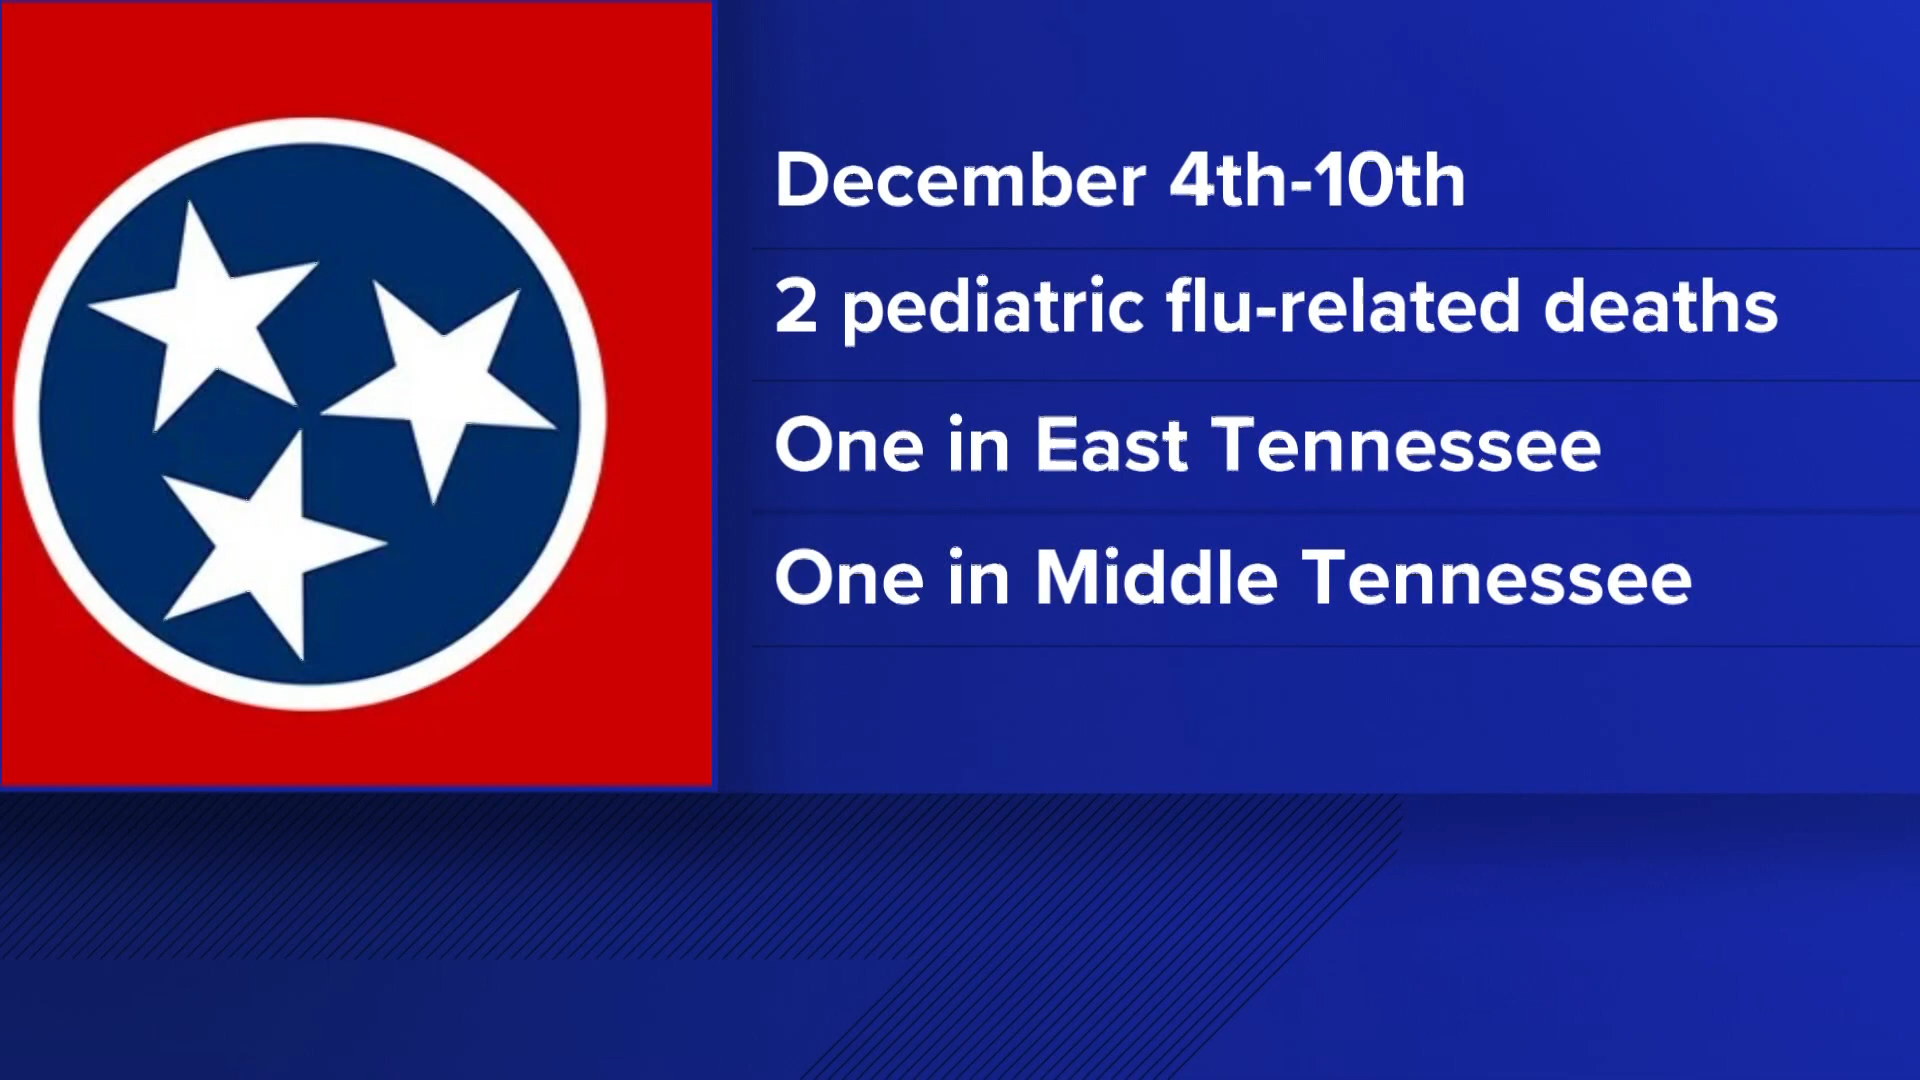 December 4th-10th
2 pediatric flu-related deaths
One in East Tennessee
One in Middle Tennessee